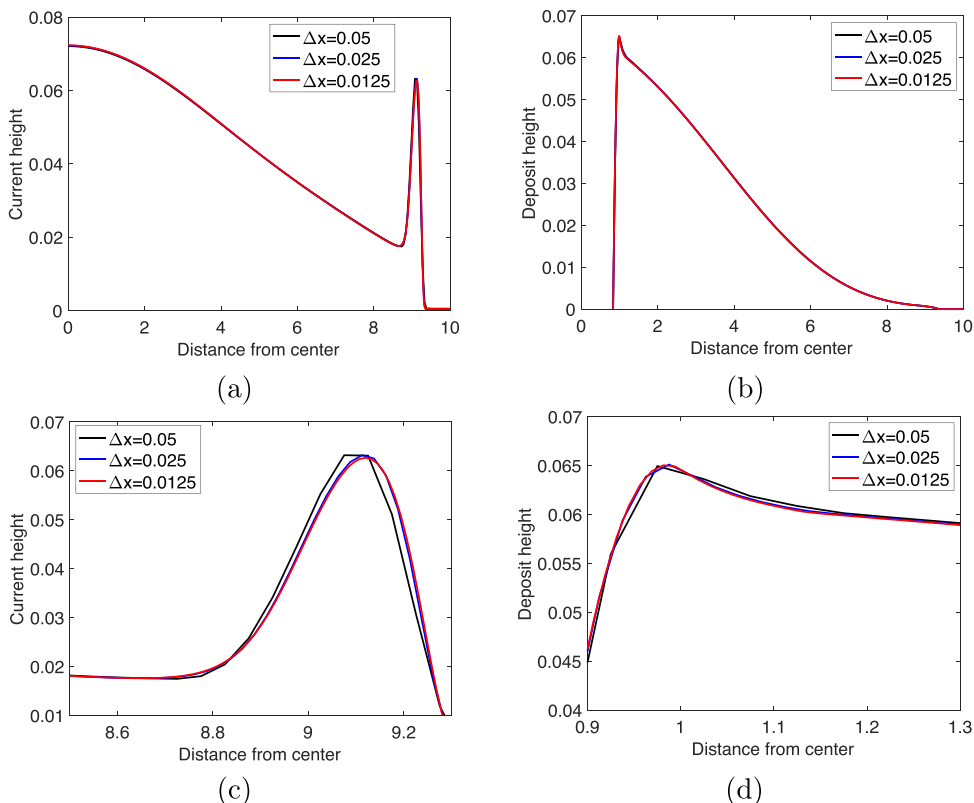 0.08
0.06
0.04
0.02
0
Current height
Δx=0.05
Δx=0.025
Δx=0.0125
0 2 4 6 8 10
Distance from center
(a)
0.07
0.06
0.05
0.04
0.03
0.02
0.01
0
Deposit height
Δx=0.05
Δx=0.025
Δx=0.0125
0 2 4 6 8 10
Distance from center
(b)
0.07
0.06
0.05
0.04
0.03
0.02
0.01
Current height
Δx=0.05
Δx=0.025
Δx=0.0125
8.6 8.8 9 9.2
Distance from center
(c)
0.07
0.065
0.06
0.055
0.05
0.045
0.04
Deposit height
Δx=0.05
Δx=0.025
Δx=0.0125
0.9 1 1.1 1.2 1.3
Distance from center
(d)